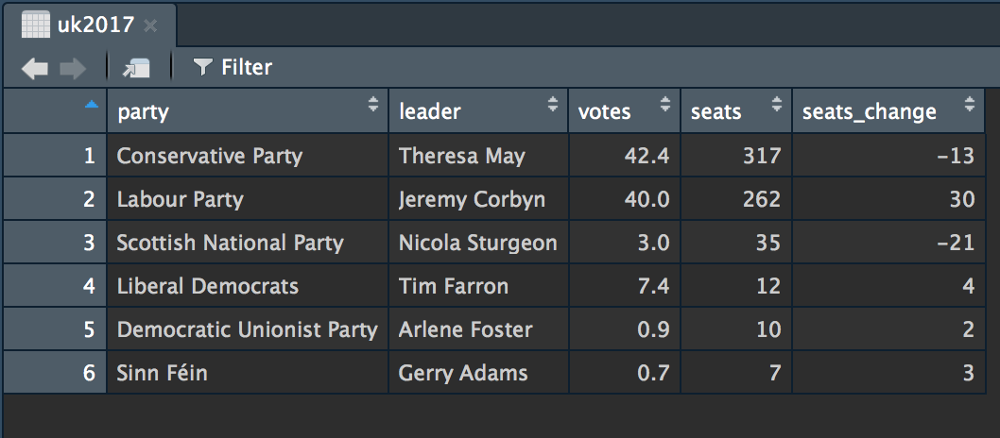 uk2017
Filter
party leader votes seats seats_change
1 Conservative Party Theresa May 42.4 317 -13
2 Labour Party Jeremy Corbyn 40.0 262 30
3 Scottish National Party Nicola Sturgeon 3.0 35 -21
4 Liberal Democrats Tim Farron 7.4 12 4
5 Democratic Unionist Party Arlene Foster 0.9 10 2
6 Sinn Féin Gerry Adams 0.7 7 3